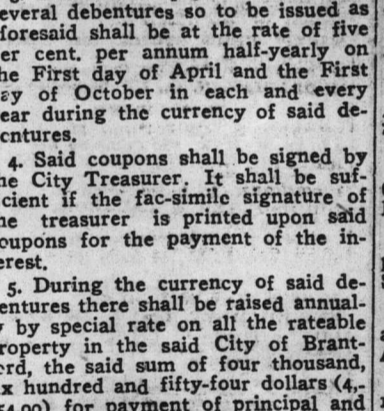 everal debentures so to be issued as
foresaid shall be at the rate of five
er cent. per annum half-yearly on
he First day of April and the First
ay of October in each and every
ear during the currency of said de-
entures.
4. Said coupons shall be signed by
he City Treasurer. It shall be suf-
cient if the fac-simile signature of
he treasurer is printed upon said
oupons for the payment of the in-
erest.
5. During the currency of said de-
entures there shall be raised annual-
y by special rate on all the rateable
roperty in the said City of Brant-
ord, the said sum of four thousand,
x hundred and fifty-four dollars (4,-
54.00) for payment of principal and